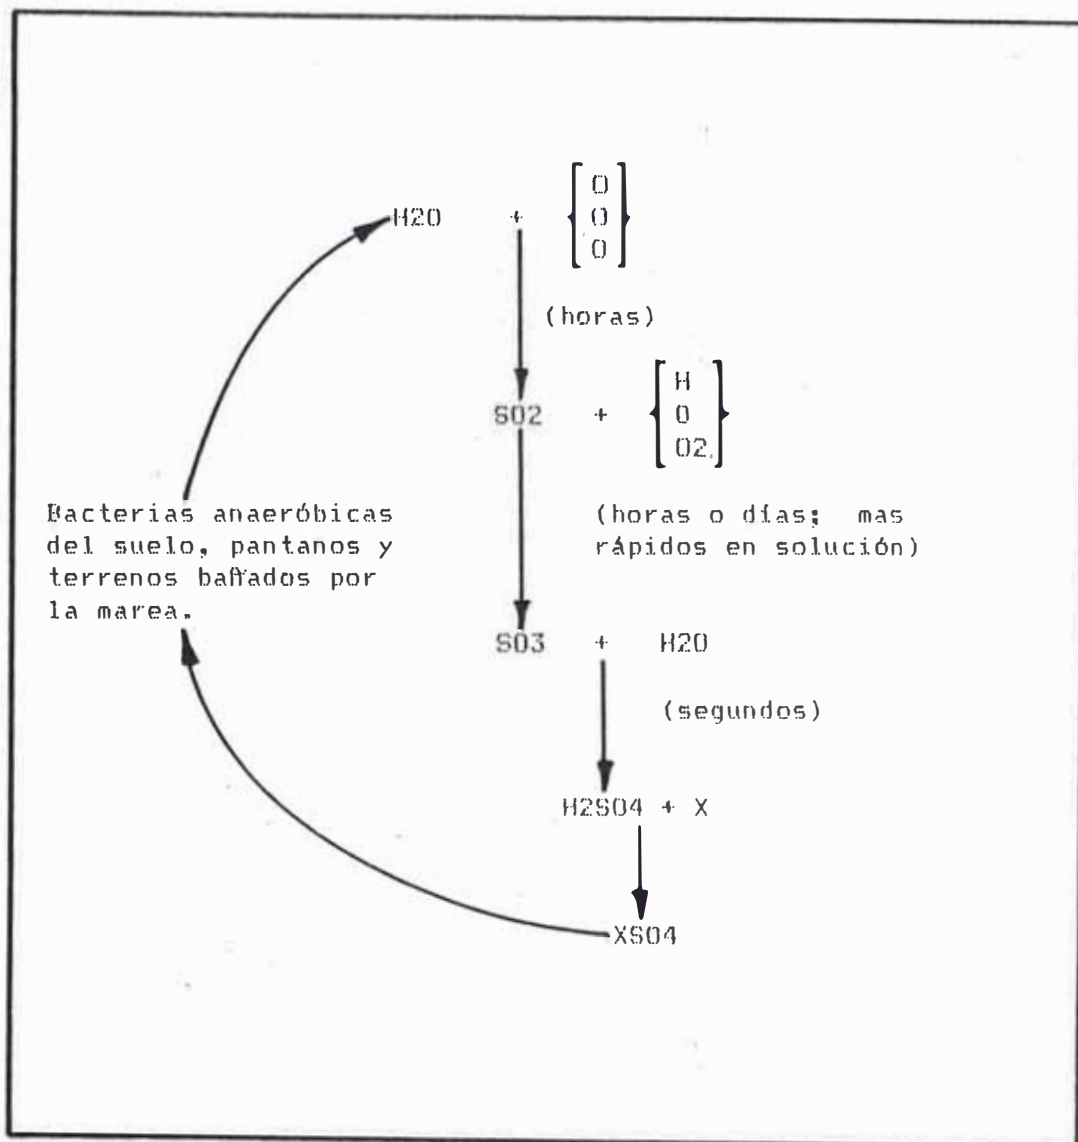 H2O + { O
O
O }
(horas)
SO2 + { H
O
O2 }
Bacterias anaeróbicas
del suelo, pantanos y
terrenos bañados por
la marea.
(horas o días; mas
rápidos en solución)
SO3 + H2O
(segundos)
H2SO4 + X
XSO4